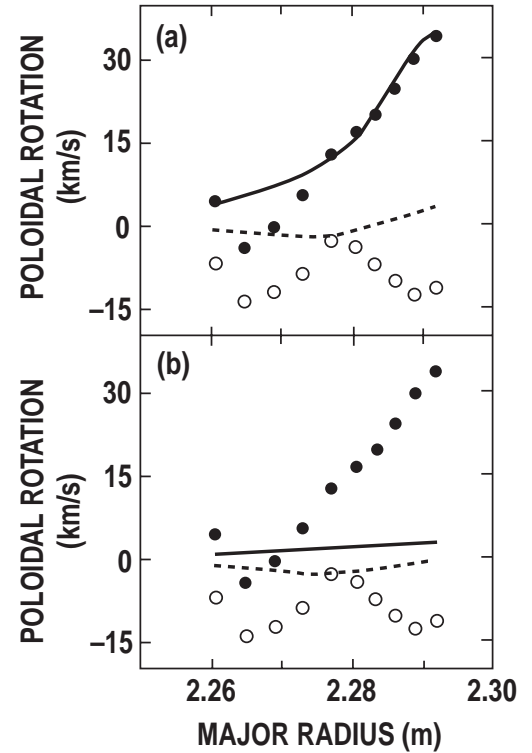 (a)
POLOIDAL ROTATION
(km/s)
30
15
0
–15
(b)
POLOIDAL ROTATION
(km/s)
30
15
0
–15
2.26
2.28
2.30
MAJOR RADIUS (m)